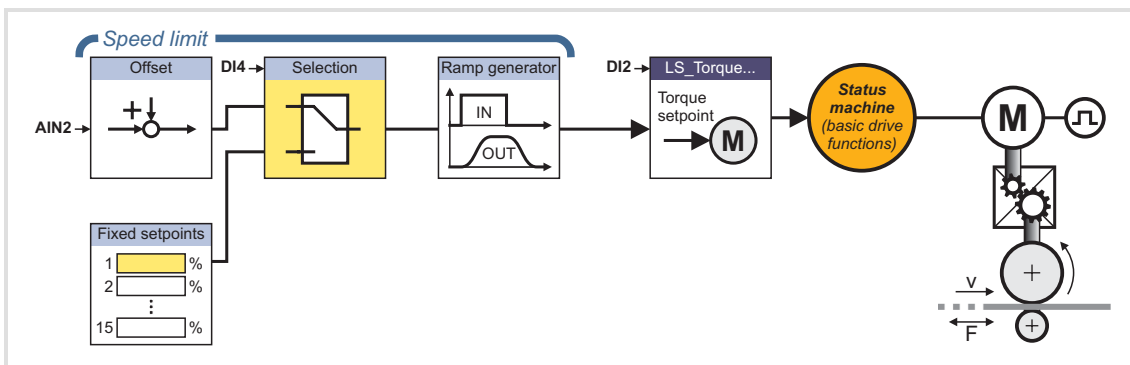 Speed limit
Offset
DI4
Selection
Ramp generator
DI2
LS_Torque...
AIN2
+
IN
OUT
Torque
setpoint
M
Status
machine
(basic drive
functions)
M
Fixed setpoints
1 %
2 %
15 %
+
v
F
+